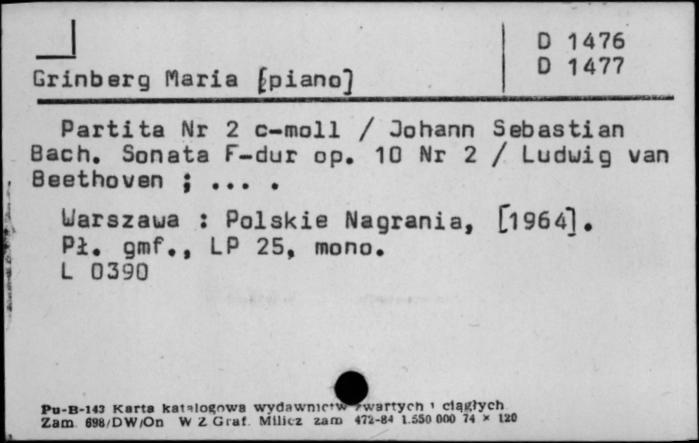 D 1476
D 1477
Grinberg Maria [piano]
Partita Nr 2 c-moll / Johann Sebastian
Bach. Sonata F-dur op. 10 Nr 2 / Ludwig van
Beethoven ; ... .
Warszawa : Polskie Nagrania, [1964].
Pł. gmf., LP 25, mono.
L 0390
Pu-B-143 Karta katalogowa wydawnictw zwartych i ciągłych
Zam. 698/DW/On W Z Graf. Milicz zam 472-84 1.550 000 74 × 120